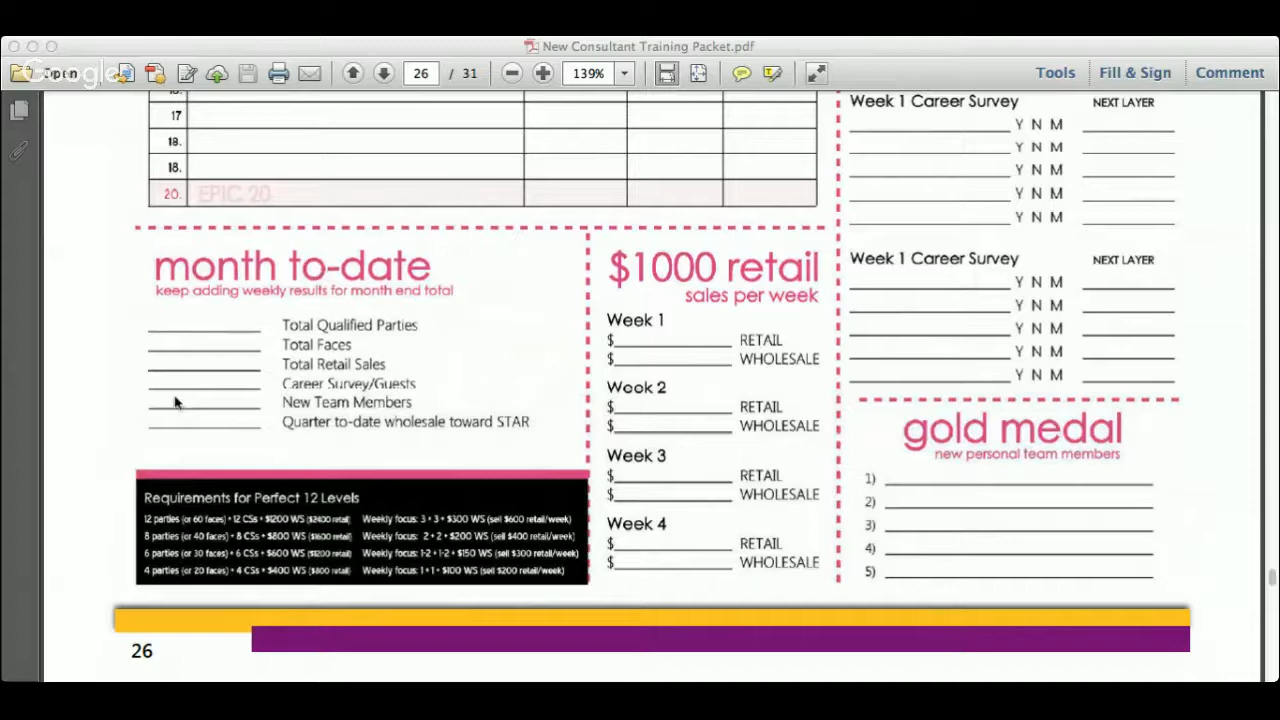 New Consultant Training Packet.pdf
Google
Open
26 / 31
139%
Tools
Fill & Sign
Comment
17
18.
18.
20. EPIC 20
month to-date
keep adding weekly results for month end total
Total Qualified Parties
Total Faces
Total Retail Sales
Career Survey/Guests
New Team Members
Quarter to-date wholesale toward STAR
Requirements for Perfect 12 Levels
12 parties (or 60 faces) + 12 CSs + $1200 WS ($2400 retail) Weekly focus: 3 + 3 + $300 WS (sell $600 retail/week)
8 parties (or 40 faces) + 8 CSs + $800 WS ($1600 retail) Weekly focus: 2 + 2 + $200 WS (sell $400 retail/week)
6 parties (or 30 faces) + 6 CSs + $600 WS ($1200 retail) Weekly focus: 1-2 + 1-2 + $150 WS (sell $300 retail/week)
4 parties (or 20 faces) + 4 CSs + $400 WS ($800 retail) Weekly focus: 1 + 1 + $100 WS (sell $200 retail/week)
$1000 retail
sales per week
Week 1
$ RETAIL
$ WHOLESALE
Week 2
$ RETAIL
$ WHOLESALE
Week 3
$ RETAIL
$ WHOLESALE
Week 4
$ RETAIL
$ WHOLESALE
Week 1 Career Survey NEXT LAYER
Y N M
Y N M
Y N M
Y N M
Y N M
Week 1 Career Survey NEXT LAYER
Y N M
Y N M
Y N M
Y N M
Y N M
gold medal
new personal team members
1)
2)
3)
4)
5)
26